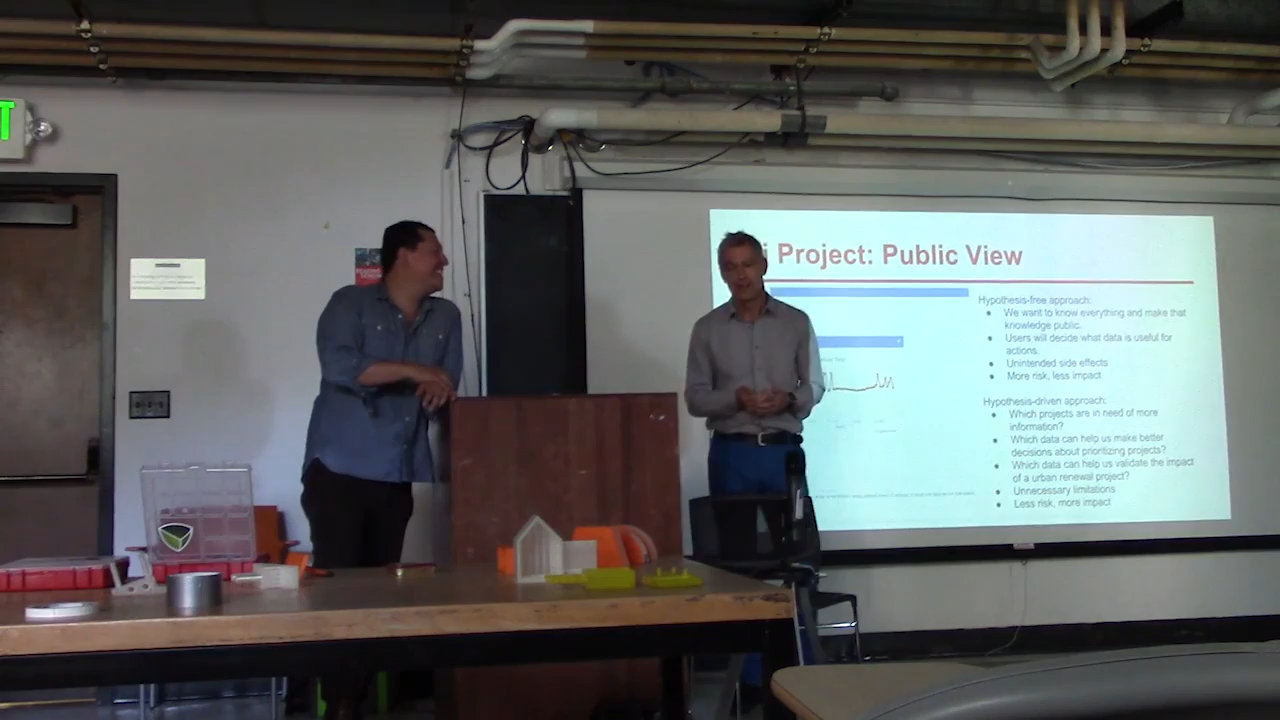 T
i Project: Public View
Hypothesis-free approach:
● We want to know everything and make that
knowledge public.
● Users will decide what data is useful for
actions.
● Unintended side effects
● More risk, less impact
Hypothesis-driven approach:
● Which projects are in need of more
information?
● Which data can help us make better
decisions about prioritizing projects?
● Which data can help us validate the impact
of a urban renewal project?
● Unnecessary limitations
● Less risk, more impact